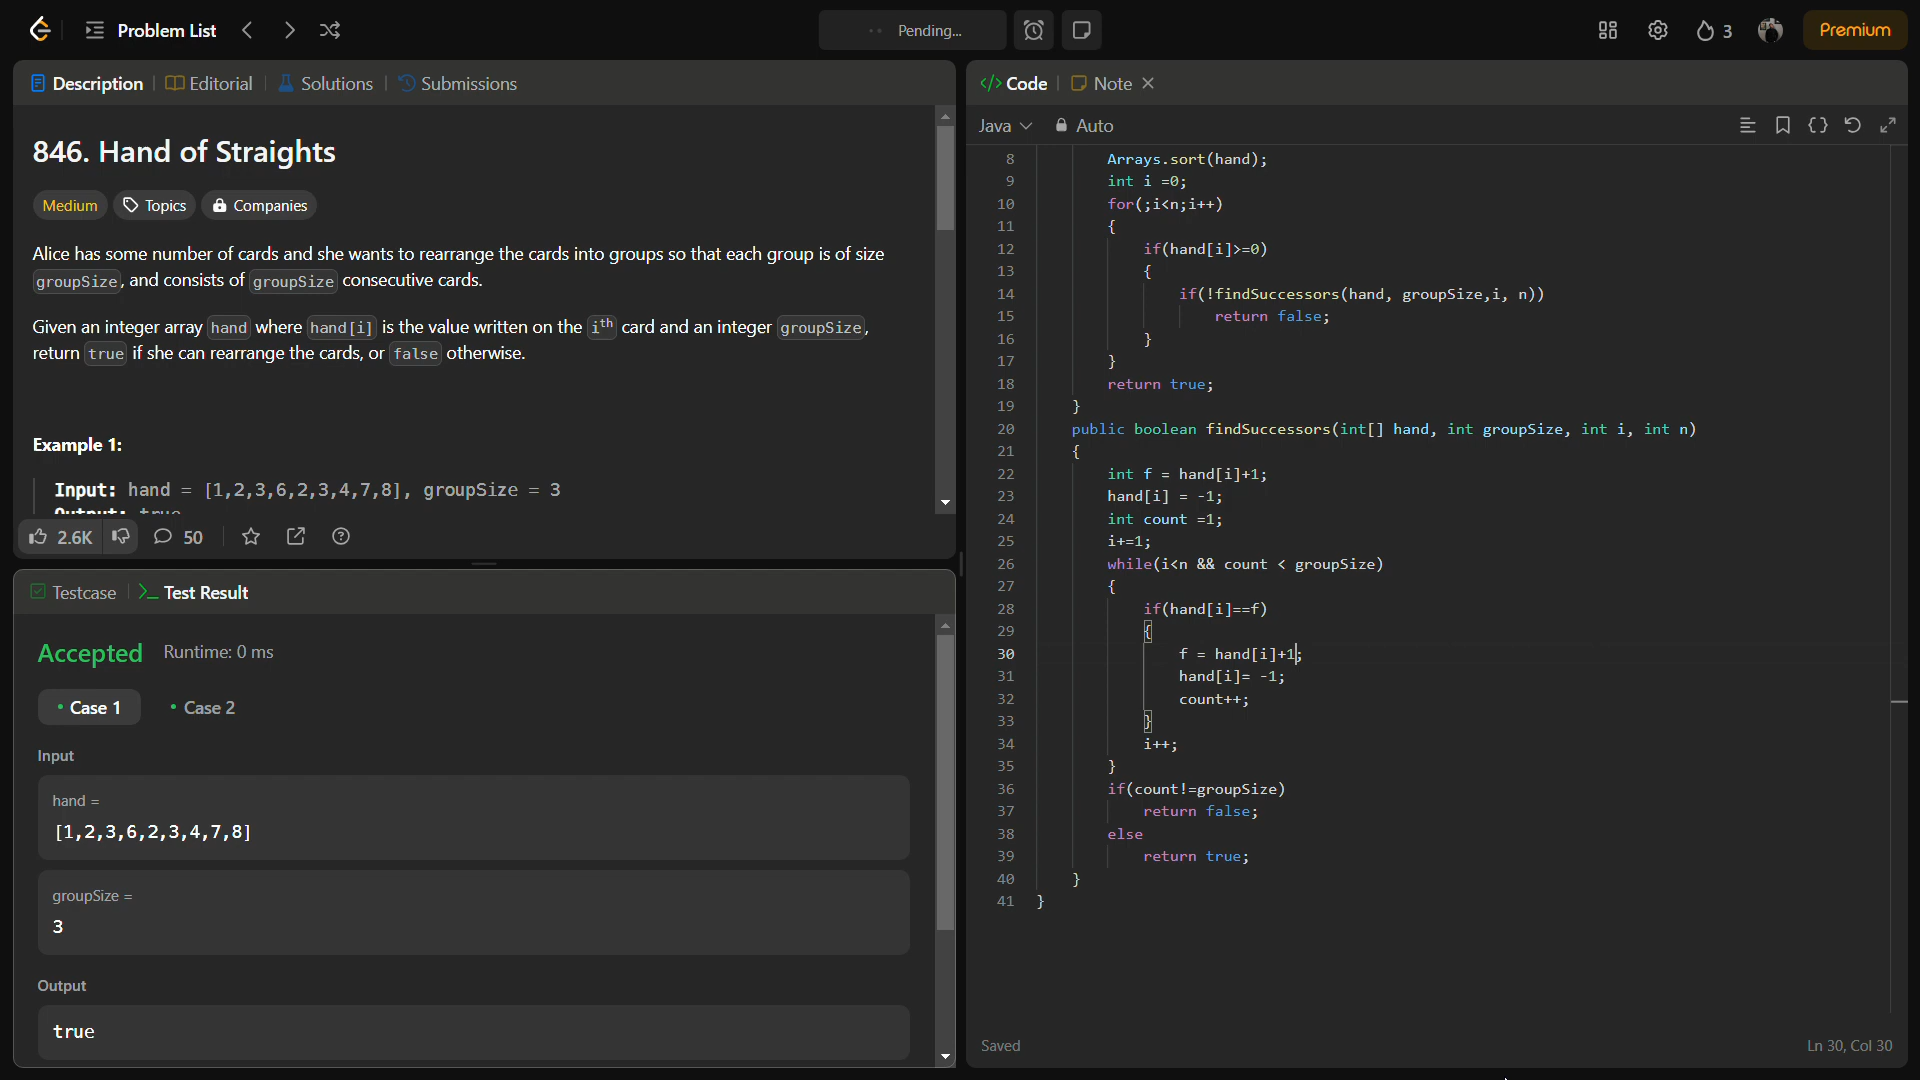 Problem List
Pending...
3
Premium
Description
Editorial
Solutions
Submissions
846. Hand of Straights
Medium
Topics
Companies
Alice has some number of cards and she wants to rearrange the cards into groups so that each group is of size
groupSize, and consists of groupSize consecutive cards.
Given an integer array hand where hand[i] is the value written on the ith card and an integer groupSize,
return true if she can rearrange the cards, or false otherwise.
Example 1:
Input: hand = [1,2,3,6,2,3,4,7,8], groupSize = 3
Output: true
2.6K
50
Testcase
Test Result
Accepted
Runtime: 0 ms
Case 1
Case 2
Input
hand =
[1,2,3,6,2,3,4,7,8]
groupSize =
3
Output
true
</> Code
Note
Java
Auto
8 Arrays.sort(hand);
9 int i =0;
10 for(;i<n;i++)
11 {
12 if(hand[i]>=0)
13 {
14 if(!findSuccessors(hand, groupSize,i, n))
15 return false;
16 }
17 }
18 return true;
19 }
20 public boolean findSuccessors(int[] hand, int groupSize, int i, int n)
21 {
22 int f = hand[i]+1;
23 hand[i] = -1;
24 int count =1;
25 i+=1;
26 while(i<n && count < groupSize)
27 {
28 if(hand[i]==f)
29 {
30 f = hand[i]+1;
31 hand[i]= -1;
32 count++;
33 }
34 i++;
35 }
36 if(count!=groupSize)
37 return false;
38 else
39 return true;
40 }
41 }
Saved
Ln 30, Col 30